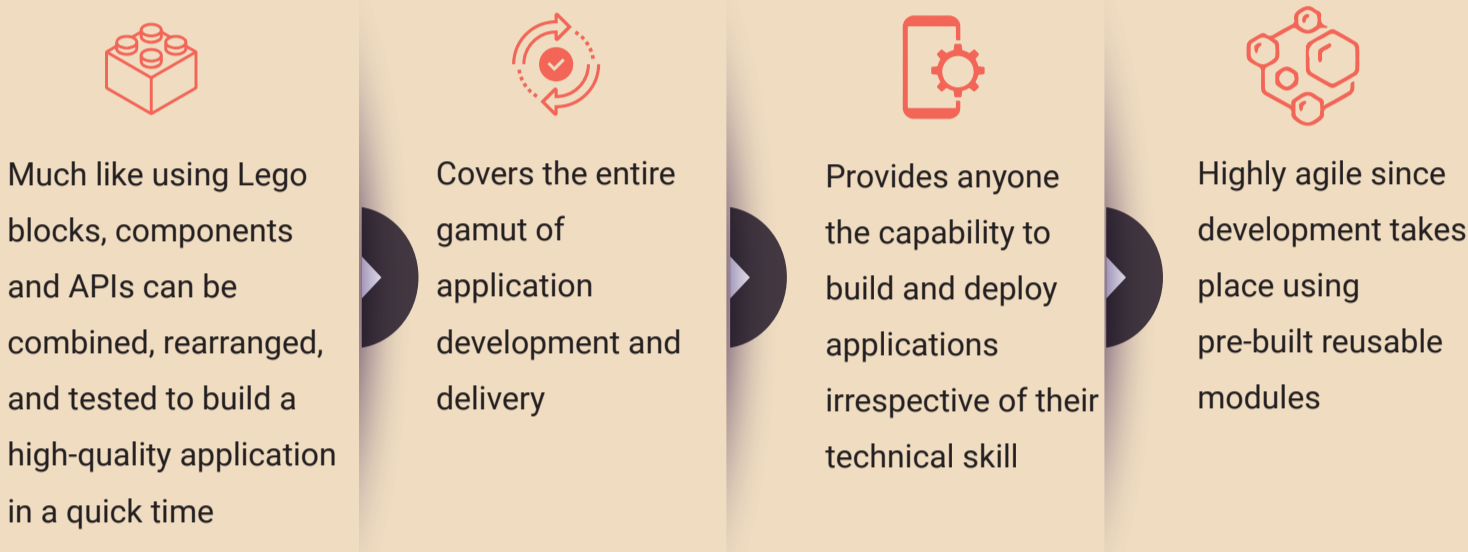 Much like using Lego
blocks, components
and APIs can be
combined, rearranged,
and tested to build a
high-quality application
in a quick time
Covers the entire
gamut of
application
development and
delivery
Provides anyone
the capability to
build and deploy
applications
irrespective of their
technical skill
Highly agile since
development takes
place using
pre-built reusable
modules